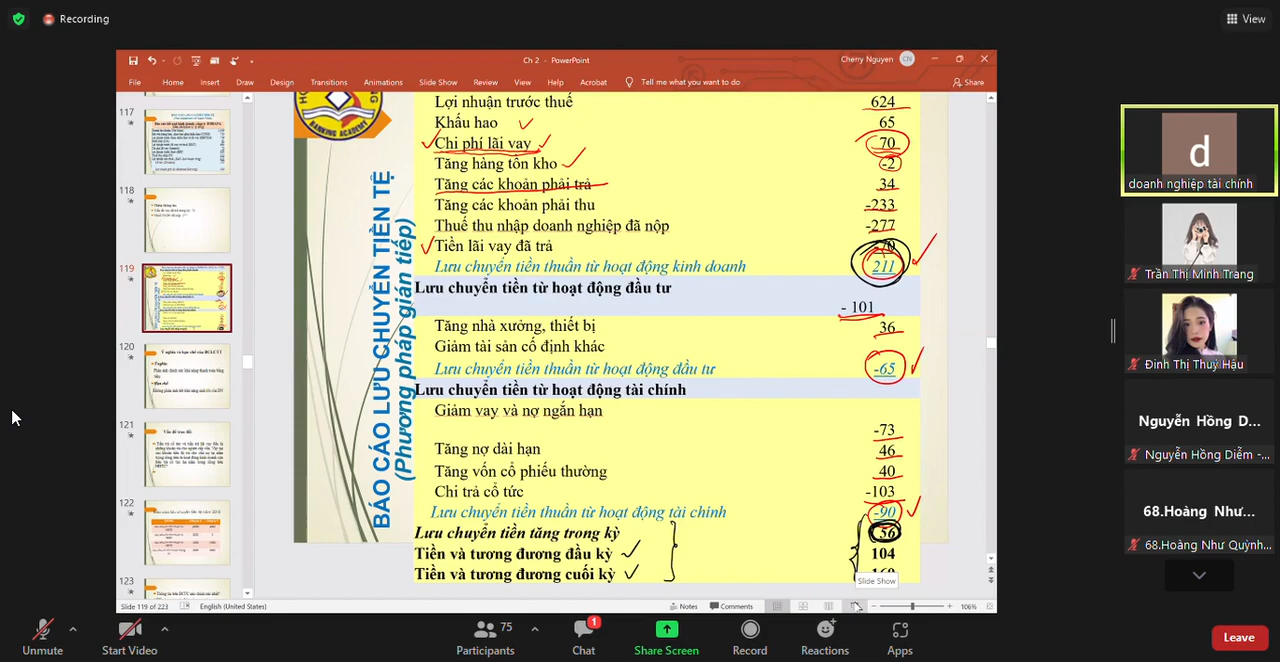 Recording
View
Ch 2 - PowerPoint
Cherry Nguyen
CN
File Home Insert Draw Design Transitions Animations Slide Show Review View Help Acrobat Tell me what you want to do
Share
117
118
119
120
121
122
123
BANKING ACADEMY
BÁO CÁO LƯU CHUYỂN TIỀN TỆ
(Phương pháp gián tiếp)
Lợi nhuận trước thuế 624
Khấu hao 65
Chi phí lãi vay 70
Tăng hàng tồn kho -2
Tăng các khoản phải trả 34
Tăng các khoản phải thu -233
Thuế thu nhập doanh nghiệp đã nộp -277
Tiền lãi vay đã trả -70
Lưu chuyển tiền thuần từ hoạt động kinh doanh 211
Lưu chuyển tiền từ hoạt động đầu tư
- 101
Tăng nhà xưởng, thiết bị 36
Giảm tài sản cố định khác
Lưu chuyển tiền thuần từ hoạt động đầu tư -65
Lưu chuyển tiền từ hoạt động tài chính
Giảm vay và nợ ngắn hạn
-73
Tăng nợ dài hạn 46
Tăng vốn cổ phiếu thường 40
Chi trả cổ tức -103
Lưu chuyển tiền thuần từ hoạt động tài chính -90
Lưu chuyển tiền tăng trong kỳ 56
Tiền và tương đương đầu kỳ 104
Tiền và tương đương cuối kỳ
Slide Show
Slide 119 of 223
English (United States)
Notes
Comments
106%
d
doanh nghiệp tài chính
Trần Thị Minh Trang
Đinh Thị Thuý Hậu
Nguyễn Hồng D...
Nguyễn Hồng Diễm -...
68.Hoàng Như...
68.Hoàng Như Quỳnh...
Unmute
Start Video
75
Participants
1
Chat
Share Screen
Record
Reactions
Apps
Leave